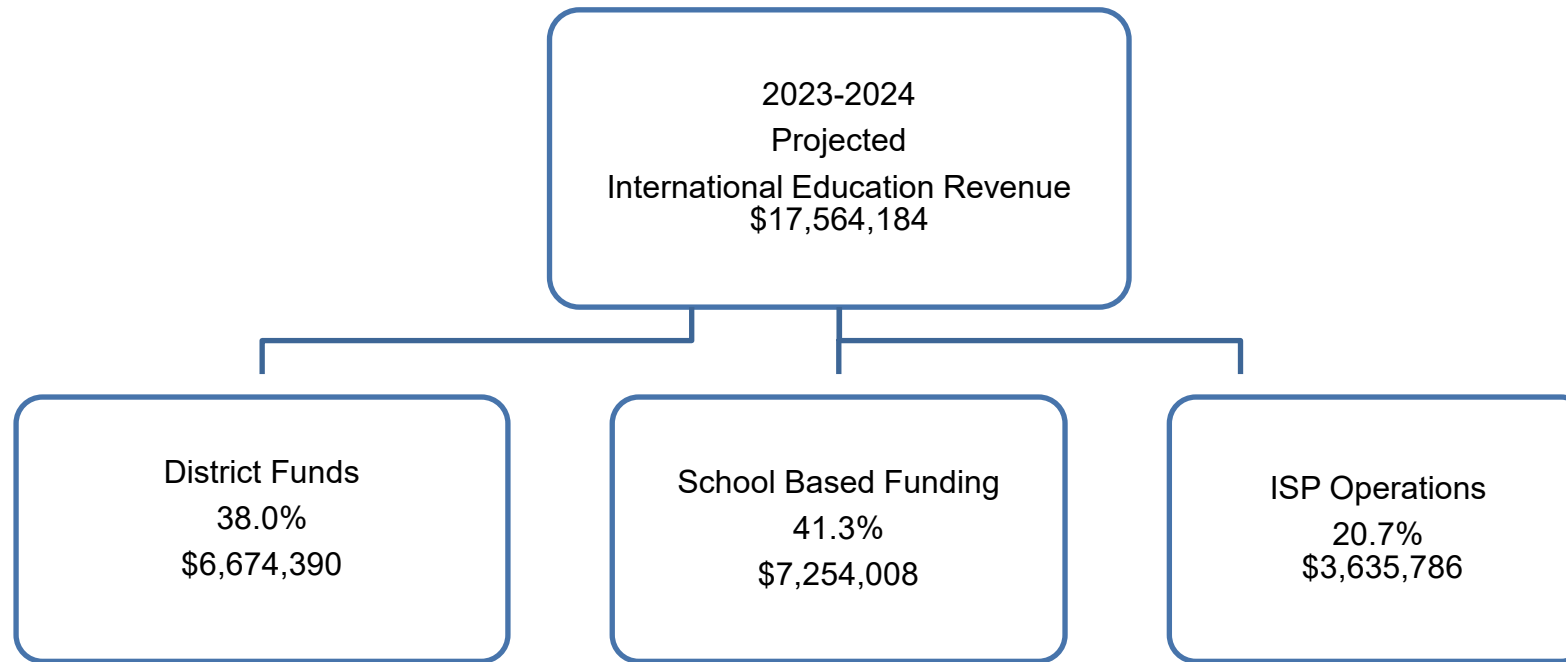 2023-2024
Projected
International Education Revenue
$17,564,184
District Funds
38.0%
$6,674,390
School Based Funding
41.3%
$7,254,008
ISP Operations
20.7%
$3,635,786